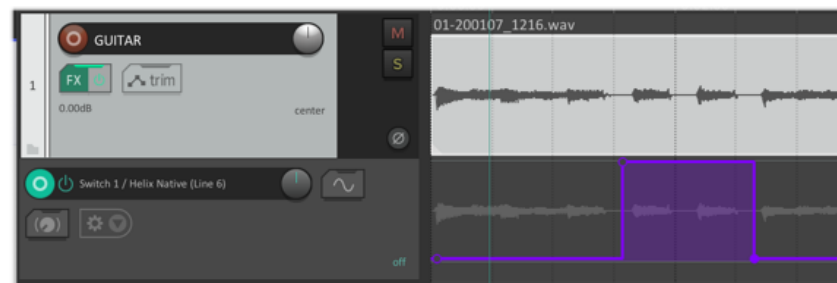 GUITAR
M
01-200107_1216.wav
S
1
FX
trim
0.00dB
center
Switch 1 / Helix Native (Line 6)
off